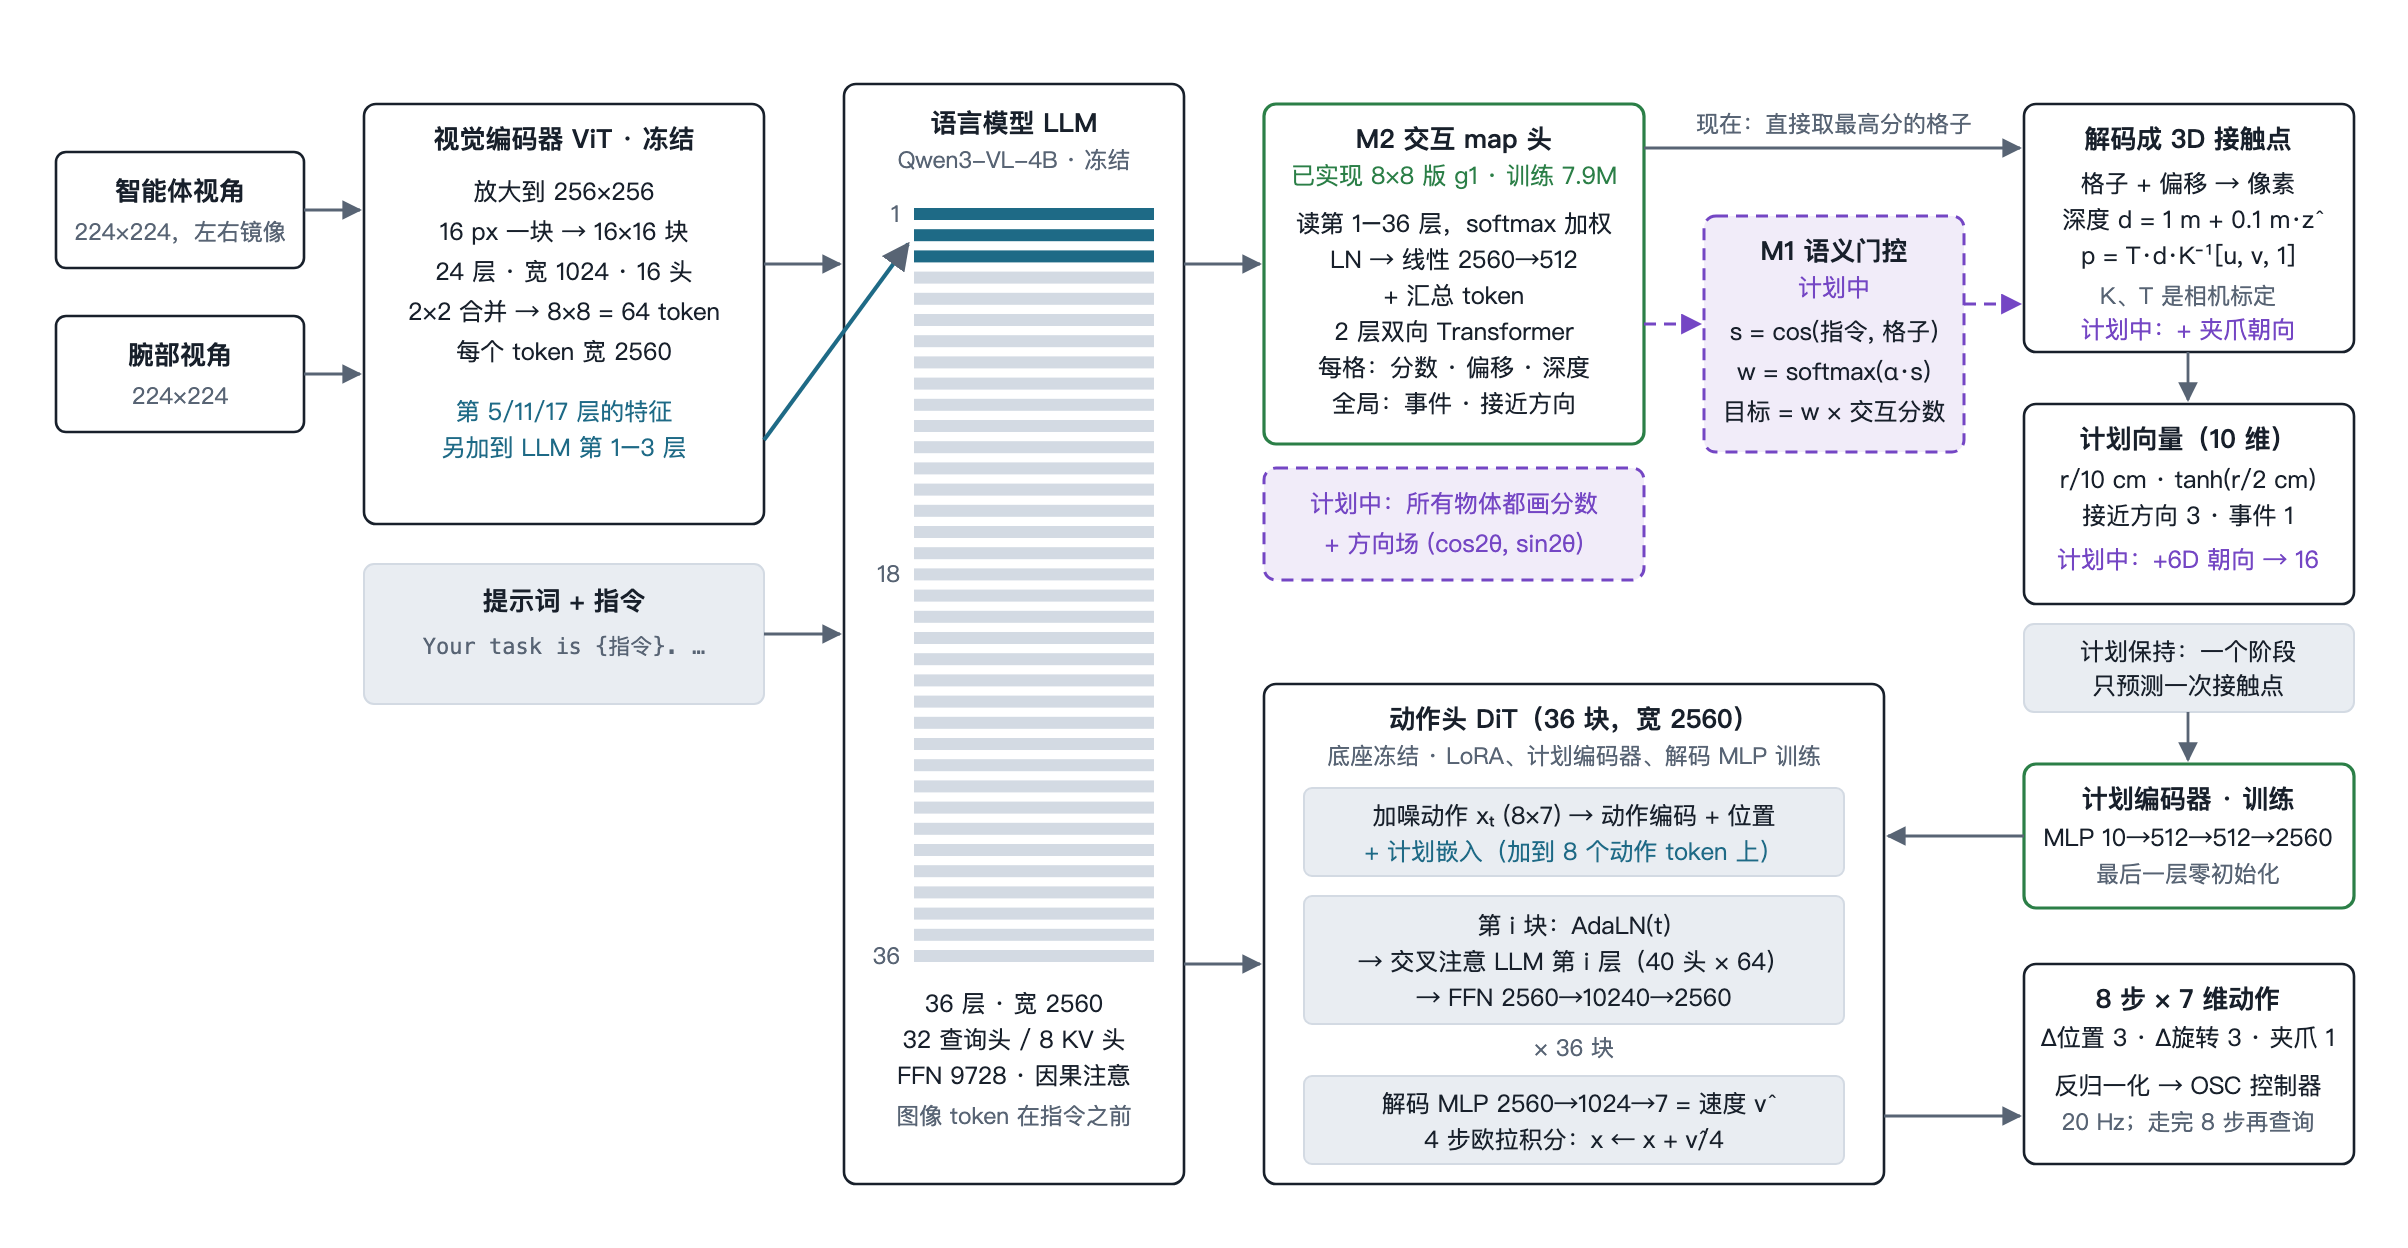 智能体视角
224×224，左右镜像
腕部视角
224×224
视觉编码器 ViT · 冻结
放大到 256×256
16 px 一块 → 16×16 块
24 层 · 宽 1024 · 16 头
2×2 合并 → 8×8 = 64 token
每个 token 宽 2560
第 5/11/17 层的特征
另加到 LLM 第 1–3 层
提示词 + 指令
Your task is {指令}. …
语言模型 LLM
Qwen3-VL-4B · 冻结
1
18
36
36 层 · 宽 2560
32 查询头 / 8 KV 头
FFN 9728 · 因果注意
图像 token 在指令之前
M2 交互 map 头
已实现 8×8 版 g1 · 训练 7.9M
读第 1–36 层，softmax 加权
LN → 线性 2560→512
+ 汇总 token
2 层双向 Transformer
每格：分数 · 偏移 · 深度
全局：事件 · 接近方向
计划中：所有物体都画分数
+ 方向场 (cos2θ, sin2θ)
现在：直接取最高分的格子
M1 语义门控
计划中
s = cos(指令, 格子)
w = softmax(α·s)
目标 = w × 交互分数
解码成 3D 接触点
格子 + 偏移 → 像素
深度 d = 1 m + 0.1 m·zˆ
p = T·d·K⁻¹[u, v, 1]
K、T 是相机标定
计划中：+ 夹爪朝向
计划向量（10 维）
r/10 cm · tanh(r/2 cm)
接近方向 3 · 事件 1
计划中：+6D 朝向 → 16
计划保持：一个阶段
只预测一次接触点
计划编码器 · 训练
MLP 10→512→512→2560
最后一层零初始化
动作头 DiT（36 块，宽 2560）
底座冻结 · LoRA、计划编码器、解码 MLP 训练
加噪动作 xₜ (8×7) → 动作编码 + 位置
+ 计划嵌入（加到 8 个动作 token 上）
第 i 块：AdaLN(t)
→ 交叉注意 LLM 第 i 层（40 头 × 64）
→ FFN 2560→10240→2560
× 36 块
解码 MLP 2560→1024→7 = 速度 vˆ
4 步欧拉积分：x ← x + v̂/4
8 步 × 7 维动作
Δ位置 3 · Δ旋转 3 · 夹爪 1
反归一化 → OSC 控制器
20 Hz；走完 8 步再查询